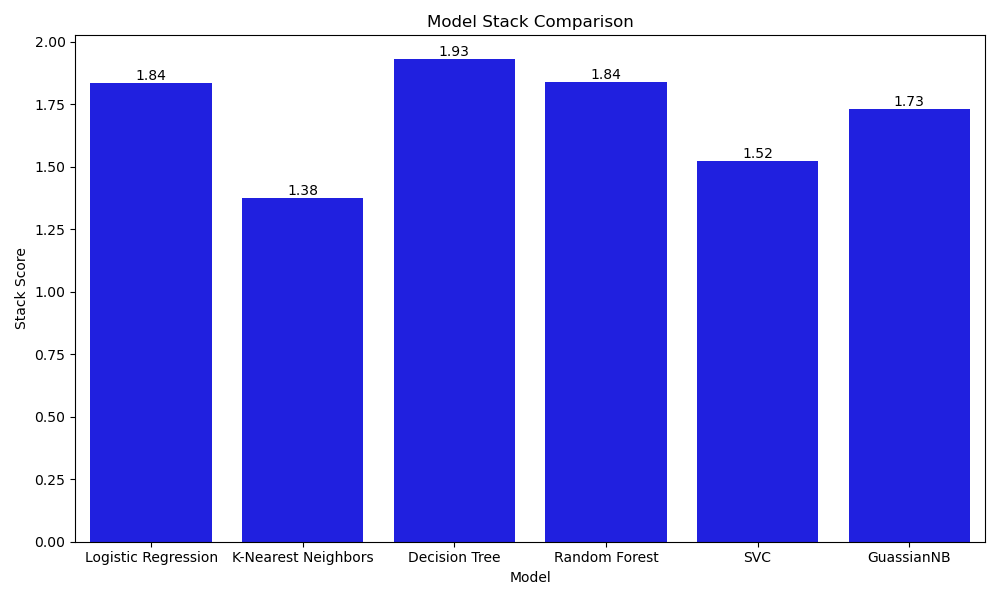 Model Stack Comparison
2.00
1.75
1.50
1.25
1.00
0.75
0.50
0.25
0.00
Stack Score
1.84
1.38
1.93
1.84
1.52
1.73
Logistic Regression
K-Nearest Neighbors
Decision Tree
Random Forest
SVC
GuassianNB
Model